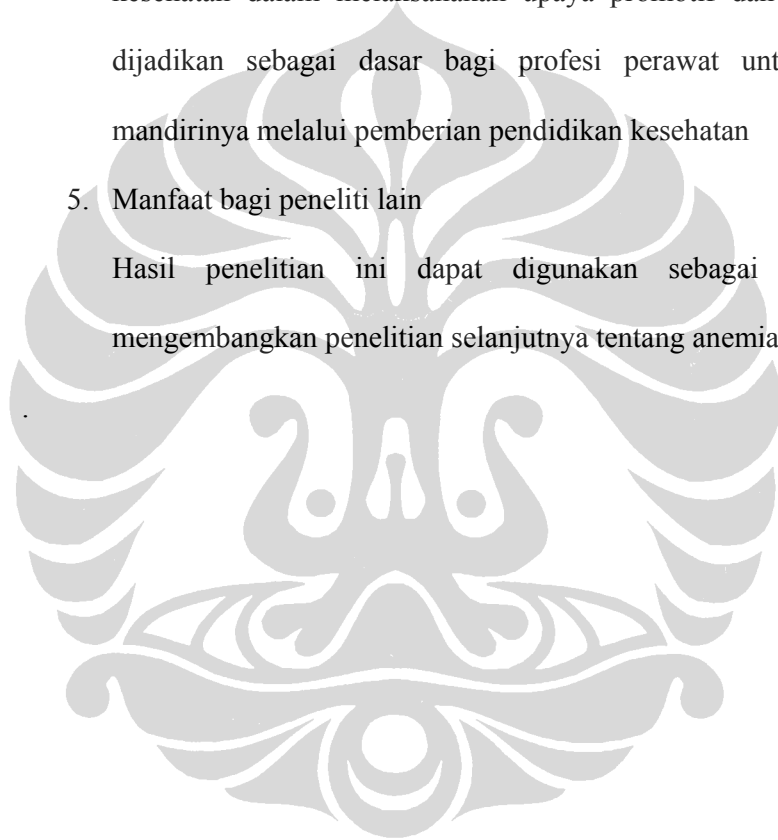 kesehatan dalam melaksanakan upaya promotif dan
dijadikan sebagai dasar bagi profesi perawat
mandirinya melalui pemberian pendidikan kesehatan
5. Manfaat bagi peneliti lain
Hasil penelitian ini dapat digunakan sebagai
mengembangkan penelitian selanjutnya tentang anemia
.